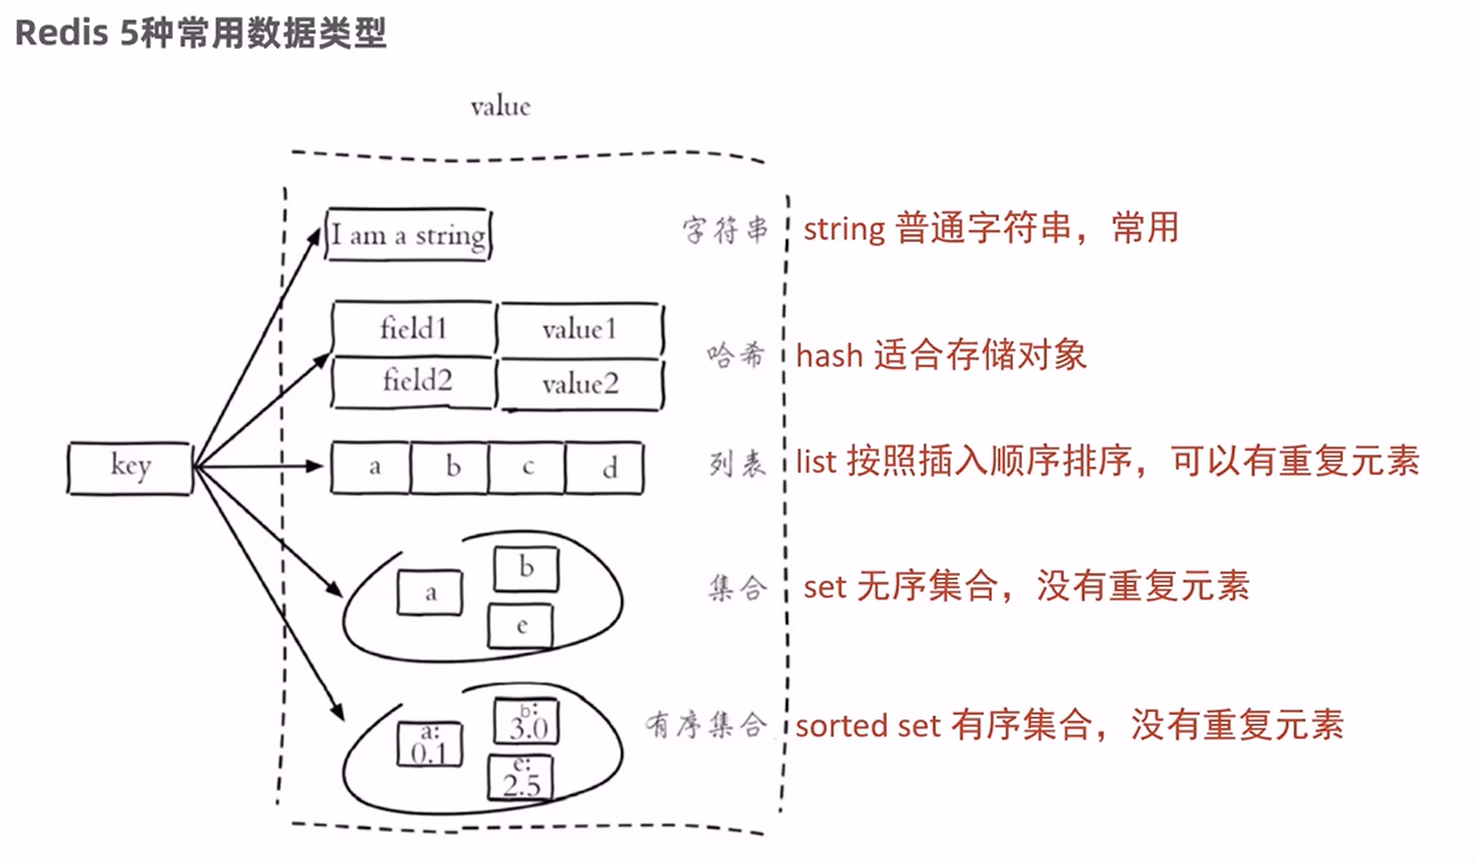 Redis 5种常用数据类型
value
I am a string
字符串
string 普通字符串，常用
field1 value1
field2 value2
哈希
hash 适合存储对象
key
a b c d
列表
list 按照插入顺序排序，可以有重复元素
a
b
e
集合
set 无序集合，没有重复元素
a:
0.1
b:
3.0
e:
2.5
有序集合
sorted set 有序集合，没有重复元素